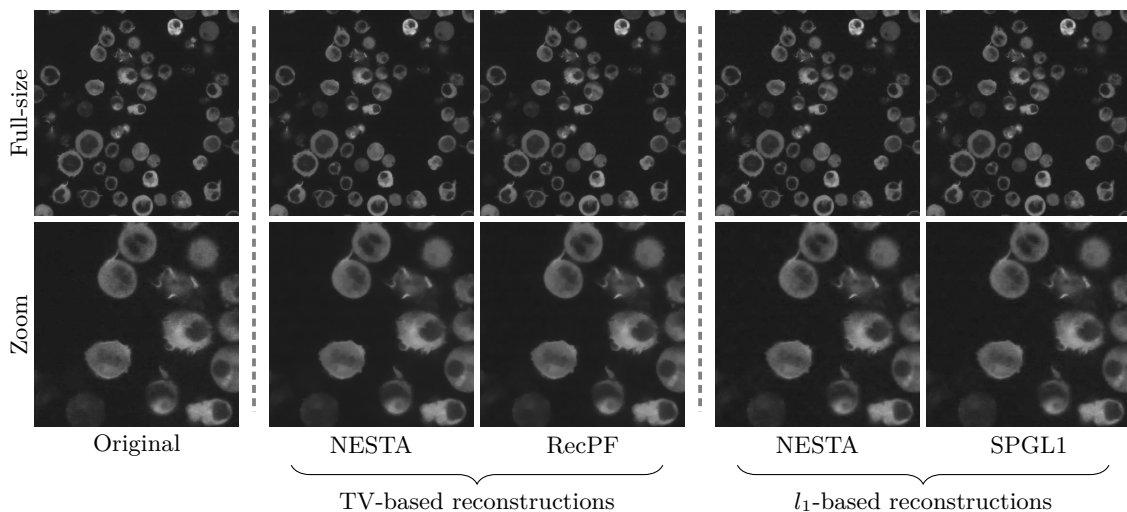 Full-size
Zoom
Original
NESTA
RecPF
NESTA
SPGL1
TV-based reconstructions
l₁-based reconstructions